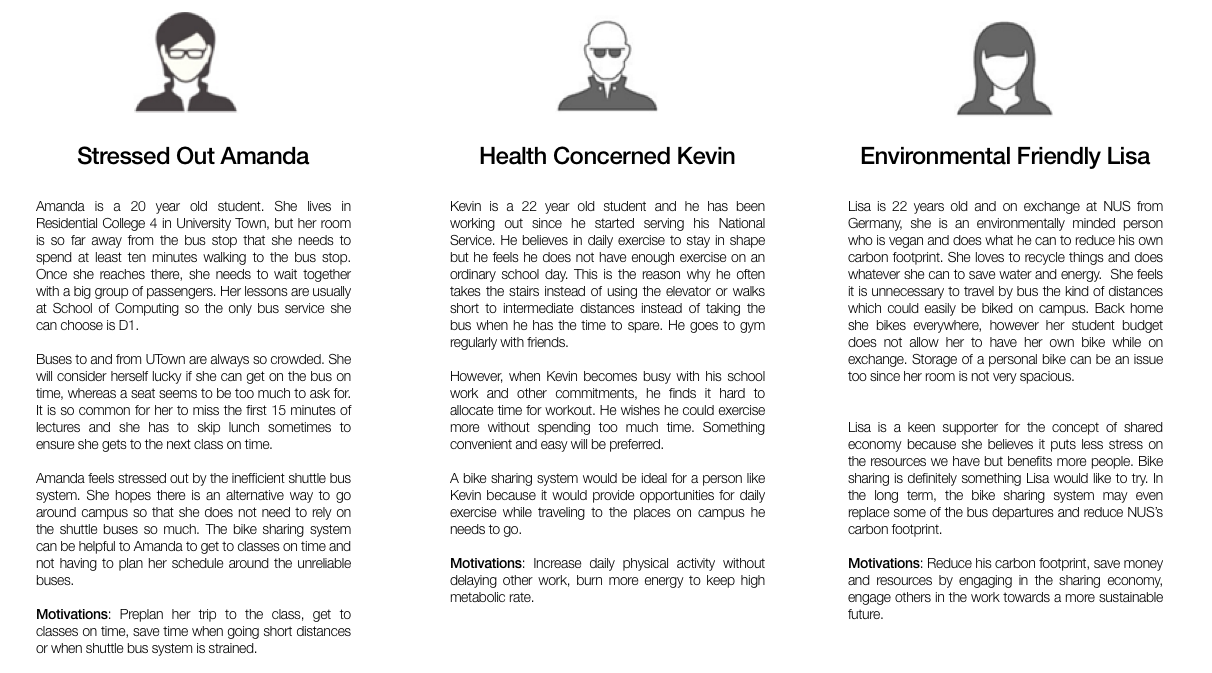 Stressed Out Amanda
Amanda is a 20 year old student. She lives in
Residential College 4 in University Town, but her room
is so far away from the bus stop that she needs to
spend at least ten minutes walking to the bus stop.
Once she reaches there, she needs to wait together
with a big group of passengers. Her lessons are usually
at School of Computing so the only bus service she
can choose is D1.
Buses to and from UTown are always so crowded. She
will consider herself lucky if she can get on the bus on
time, whereas a seat seems to be too much to ask for.
It is so common for her to miss the first 15 minutes of
lectures and she has to skip lunch sometimes to
ensure she gets to the next class on time.
Amanda feels stressed out by the inefficient shuttle bus
system. She hopes there is an alternative way to go
around campus so that she does not need to rely on
the shuttle buses so much. The bike sharing system
can be helpful to Amanda to get to classes on time and
not having to plan her schedule around the unreliable
buses.
Motivations: Preplan her trip to the class, get to
classes on time, save time when going short distances
or when shuttle bus system is strained.
Health Concerned Kevin
Kevin is a 22 year old student and he has been
working out since he started serving his National
Service. He believes in daily exercise to stay in shape
but he feels he does not have enough exercise on an
ordinary school day. This is the reason why he often
takes the stairs instead of using the elevator or walks
short to intermediate distances instead of taking the
bus when he has the time to spare. He goes to gym
regularly with friends.
However, when Kevin becomes busy with his school
work and other commitments, he finds it hard to
allocate time for workout. He wishes he could exercise
more without spending too much time. Something
convenient and easy will be preferred.
A bike sharing system would be ideal for a person like
Kevin because it would provide opportunities for daily
exercise while traveling to the places on campus he
needs to go.
Motivations: Increase daily physical activity without
delaying other work, burn more energy to keep high
metabolic rate.
Environmental Friendly Lisa
Lisa is 22 years old and on exchange at NUS from
Germany, she is an environmentally minded person
who is vegan and does what he can to reduce his own
carbon footprint. She loves to recycle things and does
whatever she can to save water and energy. She feels
it is unnecessary to travel by bus the kind of distances
which could easily be biked on campus. Back home
she bikes everywhere, however her student budget
does not allow her to have her own bike while on
exchange. Storage of a personal bike can be an issue
too since her room is not very spacious.
Lisa is a keen supporter for the concept of shared
economy because she believes it puts less stress on
the resources we have but benefits more people. Bike
sharing is definitely something Lisa would like to try. In
the long term, the bike sharing system may even
replace some of the bus departures and reduce NUS's
carbon footprint.
Motivations: Reduce his carbon footprint, save money
and resources by engaging in the sharing economy,
engage others in the work towards a more sustainable
future.